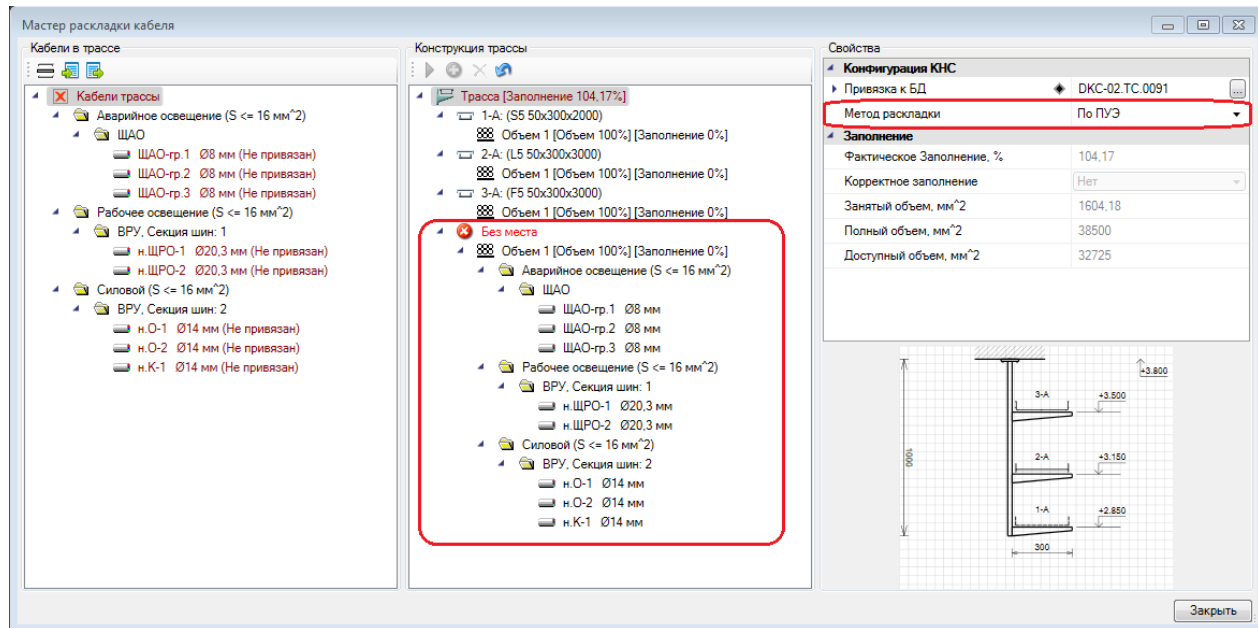 Мастер раскладки кабеля
Кабели в трассе
Кабели трассы
Аварийное освещение (S <= 16 мм^2)
ЩАО
ЩАО-гр.1 Ø8 мм (Не привязан)
ЩАО-гр.2 Ø8 мм (Не привязан)
ЩАО-гр.3 Ø8 мм (Не привязан)
Рабочее освещение (S <= 16 мм^2)
ВРУ, Секция шин: 1
н.ЩРО-1 Ø20,3 мм (Не привязан)
н.ЩРО-2 Ø20,3 мм (Не привязан)
Силовой (S <= 16 мм^2)
ВРУ, Секция шин: 2
н.О-1 Ø14 мм (Не привязан)
н.О-2 Ø14 мм (Не привязан)
н.К-1 Ø14 мм (Не привязан)
Конструкция трассы
Трасса [Заполнение 104,17%]
1-А: (S5 50x300x2000)
Объем 1 [Объем 100%] [Заполнение 0%]
2-А: (L5 50x300x3000)
Объем 1 [Объем 100%] [Заполнение 0%]
3-А: (F5 50x300x3000)
Объем 1 [Объем 100%] [Заполнение 0%]
Без места
Объем 1 [Объем 100%] [Заполнение 0%]
Аварийное освещение (S <= 16 мм^2)
ЩАО
ЩАО-гр.1 Ø8 мм
ЩАО-гр.2 Ø8 мм
ЩАО-гр.3 Ø8 мм
Рабочее освещение (S <= 16 мм^2)
ВРУ, Секция шин: 1
н.ЩРО-1 Ø20,3 мм
н.ЩРО-2 Ø20,3 мм
Силовой (S <= 16 мм^2)
ВРУ, Секция шин: 2
н.О-1 Ø14 мм
н.О-2 Ø14 мм
н.К-1 Ø14 мм
Свойства
Конфигурация КНС
Привязка к БД DKC-02.TC.0091 ...
Метод раскладки По ПУЭ
Заполнение
Фактическое Заполнение, % 104,17
Корректное заполнение Нет
Занятый объем, мм^2 1604,18
Полный объем, мм^2 38500
Доступный объем, мм^2 32725
+3.800
3-А +3.500
2-А +3.150
1000
1-А +2.850
300
Закрыть